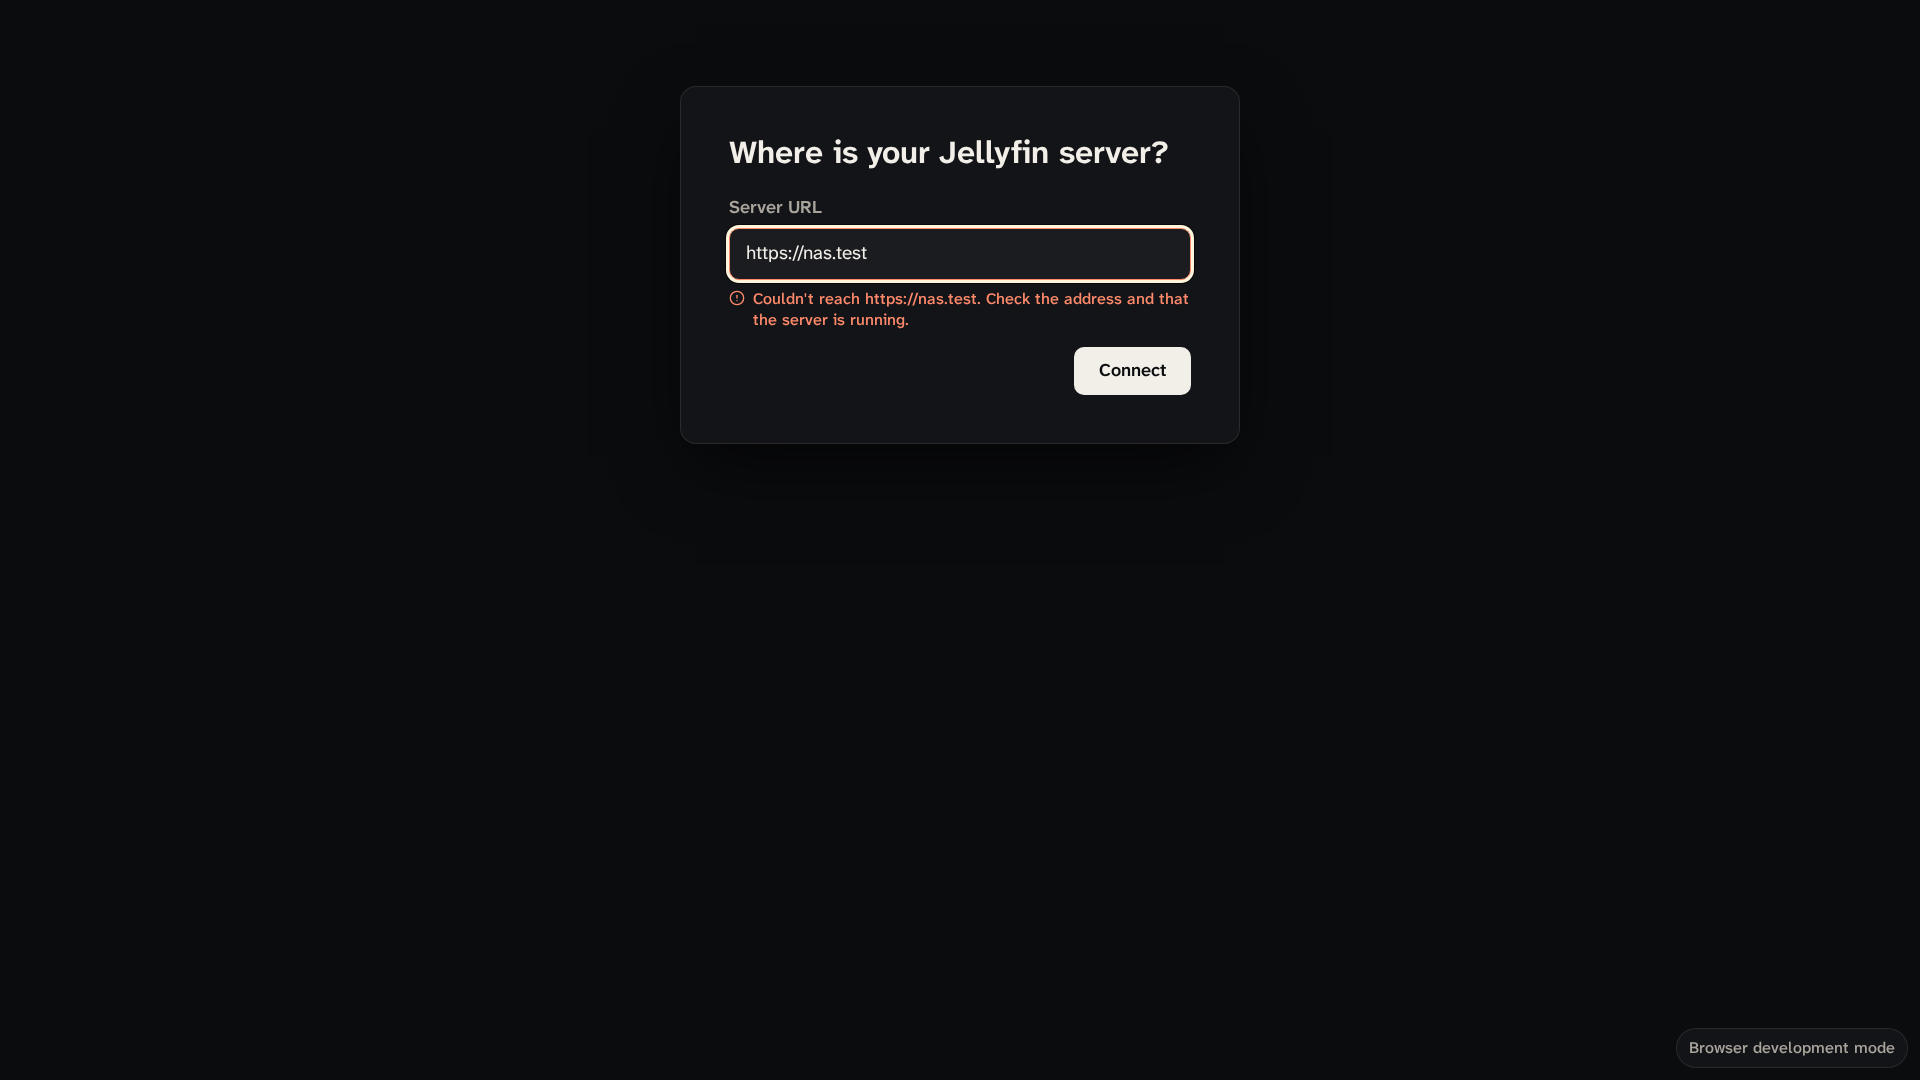 Where is your Jellyfin server?
Server URL
https://nas.test
Couldn't reach https://nas.test. Check the address and that
the server is running.
Connect
Browser development mode